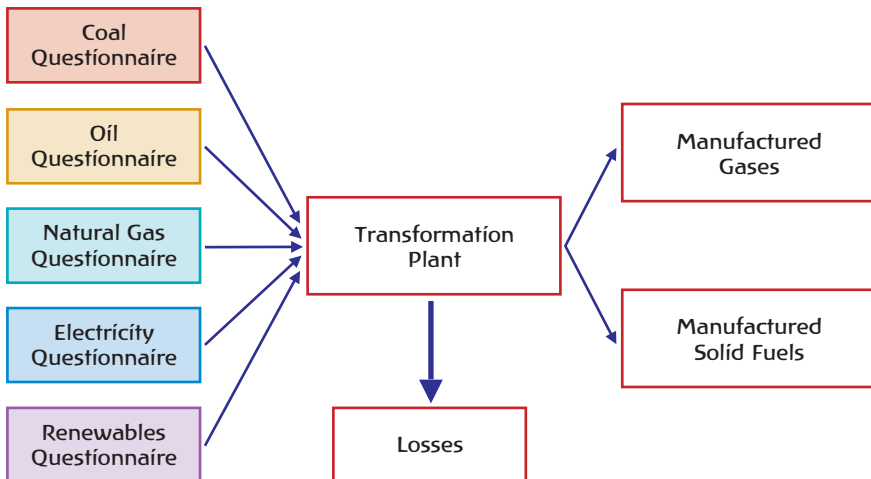 Coal
Questionnaire
Oil
Questionnaire
Natural Gas
Questionnaire
Electricity
Questionnaire
Renewables
Questionnaire
Transformation
Plant
Losses
Manufactured
Gases
Manufactured
Solid Fuels